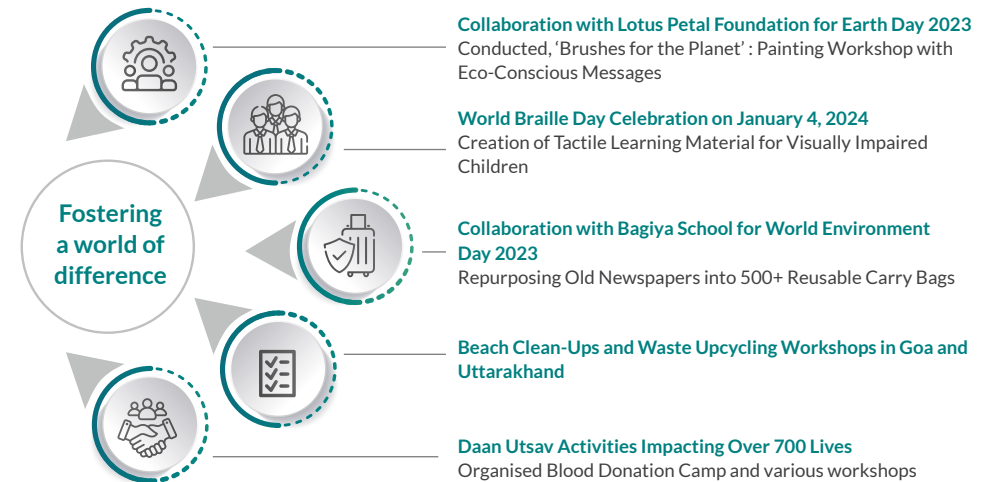 Collaboration with Lotus Petal Foundation for Earth Day 2023
Conducted, ‘Brushes for the Planet’ : Painting Workshop with
Eco-Conscious Messages
World Braille Day Celebration on January 4, 2024
Creation of Tactile Learning Material for Visually Impaired
Children
Fostering
a world of
difference
Collaboration with Bagiya School for World Environment
Day 2023
Repurposing Old Newspapers into 500+ Reusable Carry Bags
Beach Clean-Ups and Waste Upcycling Workshops in Goa and
Uttarakhand
Daan Utsav Activities Impacting Over 700 Lives
Organised Blood Donation Camp and various workshops